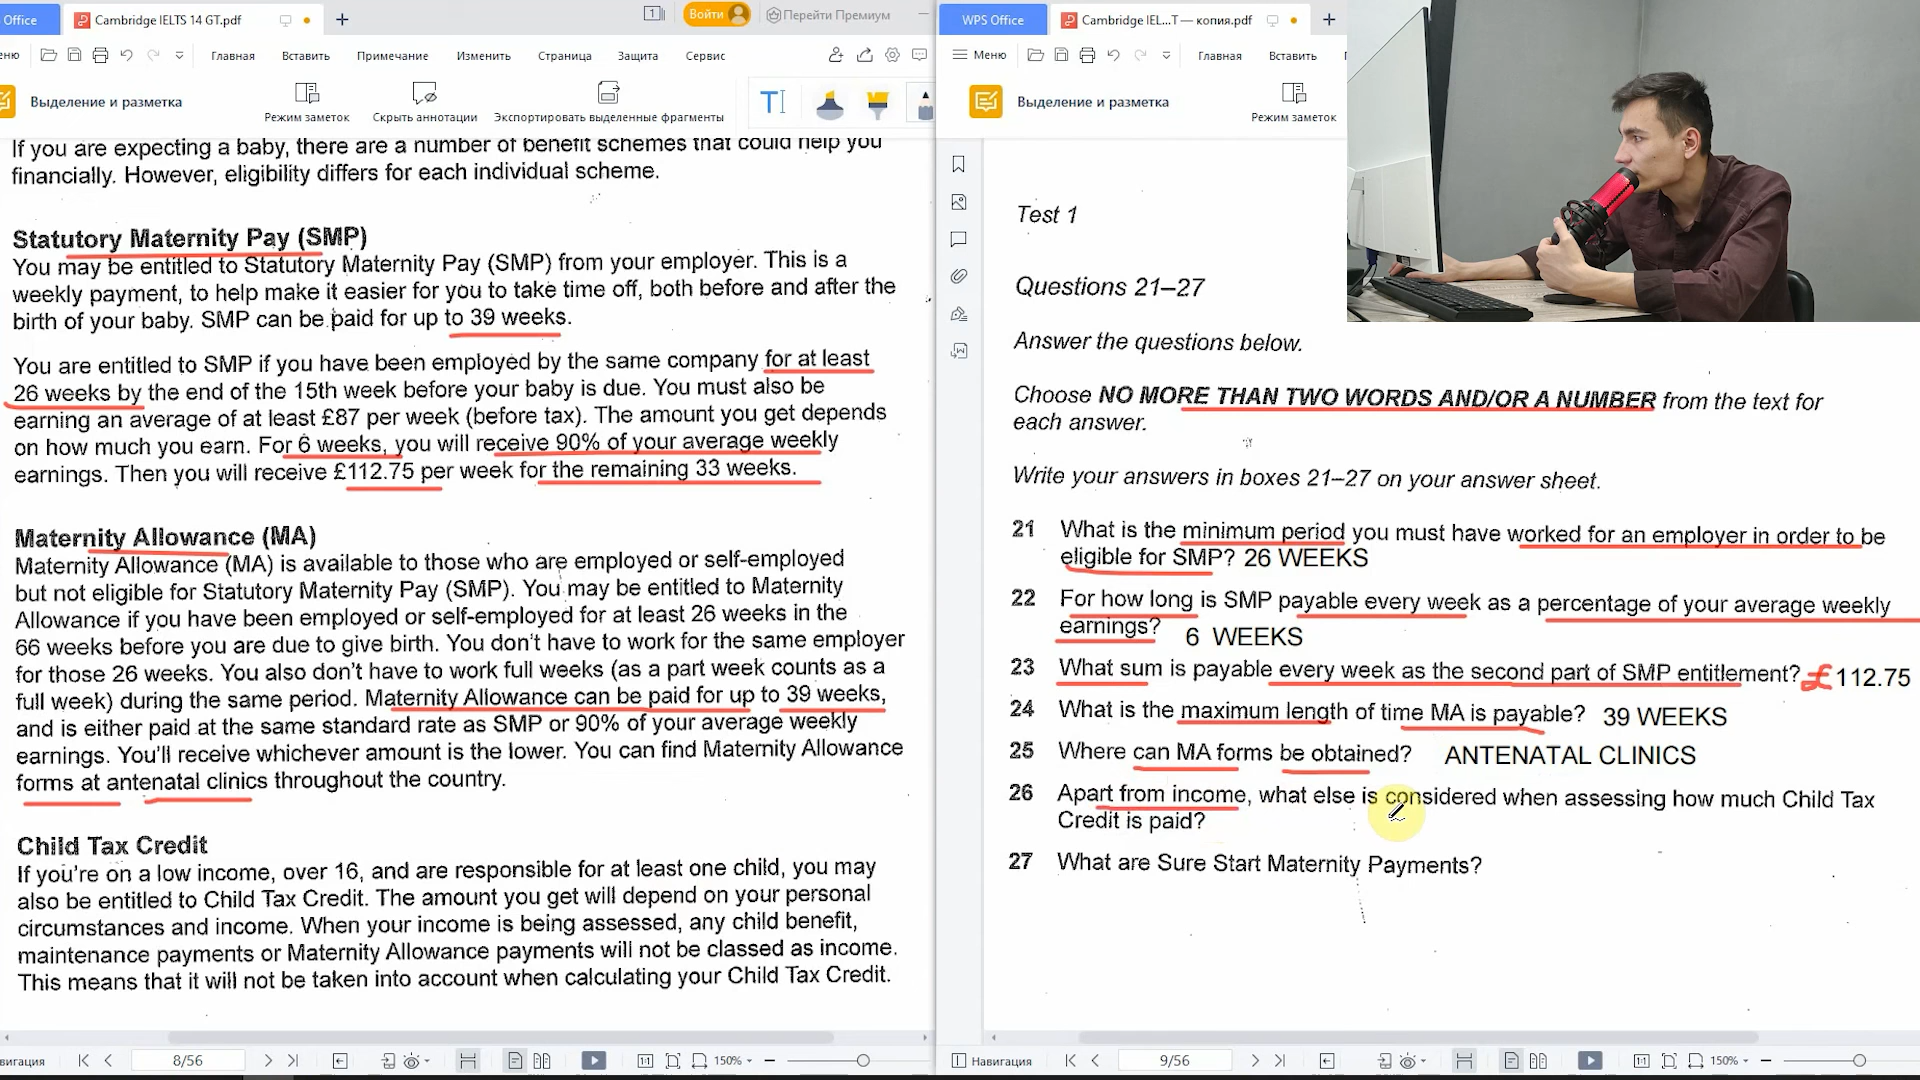 Office
Cambridge IELTS 14 GT.pdf
1
Войти
Перейти Премиум
ню
Главная
Вставить
Примечание
Изменить
Страница
Защита
Сервис
Выделение и разметка
Режим заметок
Скрыть аннотации
Экспортировать выделенные фрагменты
If you are expecting a baby, there are a number of benefit schemes that could help you
financially. However, eligibility differs for each individual scheme.
Statutory Maternity Pay (SMP)
You may be entitled to Statutory Maternity Pay (SMP) from your employer. This is a
weekly payment, to help make it easier for you to take time off, both before and after the
birth of your baby. SMP can be paid for up to 39 weeks.
You are entitled to SMP if you have been employed by the same company for at least
26 weeks by the end of the 15th week before your baby is due. You must also be
earning an average of at least £87 per week (before tax). The amount you get depends
on how much you earn. For 6 weeks, you will receive 90% of your average weekly
earnings. Then you will receive £112.75 per week for the remaining 33 weeks.
Maternity Allowance (MA)
Maternity Allowance (MA) is available to those who are employed or self-employed
but not eligible for Statutory Maternity Pay (SMP). You may be entitled to Maternity
Allowance if you have been employed or self-employed for at least 26 weeks in the
66 weeks before you are due to give birth. You don't have to work for the same employer
for those 26 weeks. You also don't have to work full weeks (as a part week counts as a
full week) during the same period. Maternity Allowance can be paid for up to 39 weeks,
and is either paid at the same standard rate as SMP or 90% of your average weekly
earnings. You'll receive whichever amount is the lower. You can find Maternity Allowance
forms at antenatal clinics throughout the country.
Child Tax Credit
If you're on a low income, over 16, and are responsible for at least one child, you may
also be entitled to Child Tax Credit. The amount you get will depend on your personal
circumstances and income. When your income is being assessed, any child benefit,
maintenance payments or Maternity Allowance payments will not be classed as income.
This means that it will not be taken into account when calculating your Child Tax Credit.
вигация
8/56
1:1
150%
WPS Office
Cambridge IEL...T — копия.pdf
Меню
Главная
Вставить
Выделение и разметка
Режим заметок
Test 1
Questions 21–27
Answer the questions below.
Choose NO MORE THAN TWO WORDS AND/OR A NUMBER from the text for
each answer.
Write your answers in boxes 21–27 on your answer sheet.
21 What is the minimum period you must have worked for an employer in order to be
eligible for SMP? 26 WEEKS
22 For how long is SMP payable every week as a percentage of your average weekly
earnings? 6 WEEKS
23 What sum is payable every week as the second part of SMP entitlement? £112.75
24 What is the maximum length of time MA is payable? 39 WEEKS
25 Where can MA forms be obtained? ANTENATAL CLINICS
26 Apart from income, what else is considered when assessing how much Child Tax
Credit is paid?
27 What are Sure Start Maternity Payments?
Навигация
9/56
1:1
150%